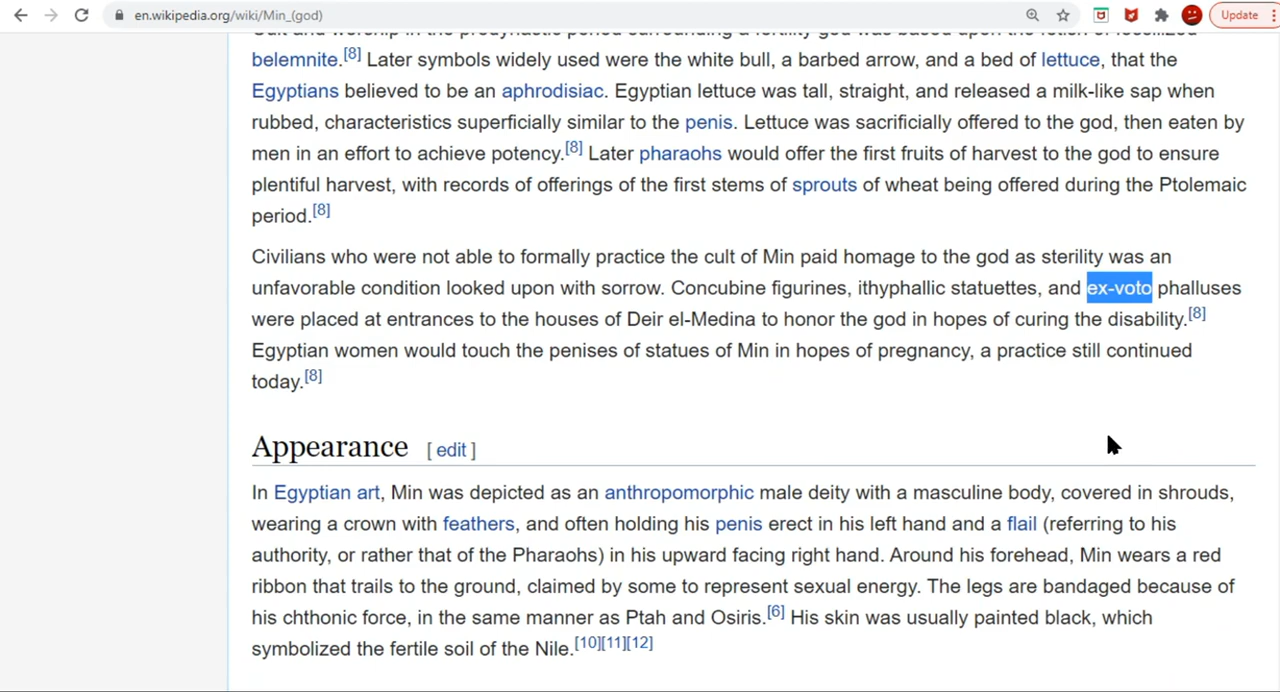 en.wikipedia.org/wiki/Min_(god)
Update
belemnite.[8] Later symbols widely used were the white bull, a barbed arrow, and a bed of lettuce, that the
Egyptians believed to be an aphrodisiac. Egyptian lettuce was tall, straight, and released a milk-like sap when
rubbed, characteristics superficially similar to the penis. Lettuce was sacrificially offered to the god, then eaten by
men in an effort to achieve potency.[8] Later pharaohs would offer the first fruits of harvest to the god to ensure
plentiful harvest, with records of offerings of the first stems of sprouts of wheat being offered during the Ptolemaic
period.[8]
Civilians who were not able to formally practice the cult of Min paid homage to the god as sterility was an
unfavorable condition looked upon with sorrow. Concubine figurines, ithyphallic statuettes, and ex-voto phalluses
were placed at entrances to the houses of Deir el-Medina to honor the god in hopes of curing the disability.[8]
Egyptian women would touch the penises of statues of Min in hopes of pregnancy, a practice still continued
today.[8]
Appearance [ edit ]
In Egyptian art, Min was depicted as an anthropomorphic male deity with a masculine body, covered in shrouds,
wearing a crown with feathers, and often holding his penis erect in his left hand and a flail (referring to his
authority, or rather that of the Pharaohs) in his upward facing right hand. Around his forehead, Min wears a red
ribbon that trails to the ground, claimed by some to represent sexual energy. The legs are bandaged because of
his chthonic force, in the same manner as Ptah and Osiris.[6] His skin was usually painted black, which
symbolized the fertile soil of the Nile.[10][11][12]